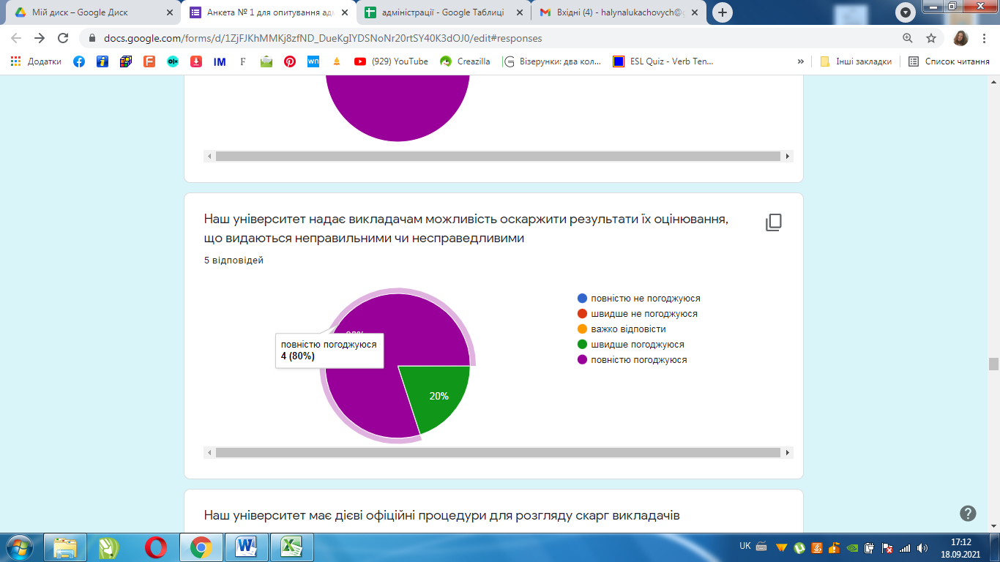 Мій диск – Google Диск
Анкета № 1 для опитування адм
адміністрації - Google Таблиці
Вхідні (4) - halynalukachovych@g
docs.google.com/forms/d/1ZjFJKhMMKj8zfND_DueKgIYDSNoNr20rtSY40K3dOJ0/edit#responses
Додатки
IM
F
wn
(929) YouTube
Creazilla
Візерунки: два кол...
ESL Quiz - Verb Ten...
»
Інші закладки
Список читання
Наш університет надає викладачам можливість оскаржити результати їх оцінювання,
що видаються неправильними чи несправедливими
5 відповідей
повністю не погоджуюся
швидше не погоджуюся
важко відповісти
швидше погоджуюся
повністю погоджуюся
повністю погоджуюся
4 (80%)
20%
Наш університет має дієві офіційні процедури для розгляду скарг викладачів
UK
17:12
18.09.2021